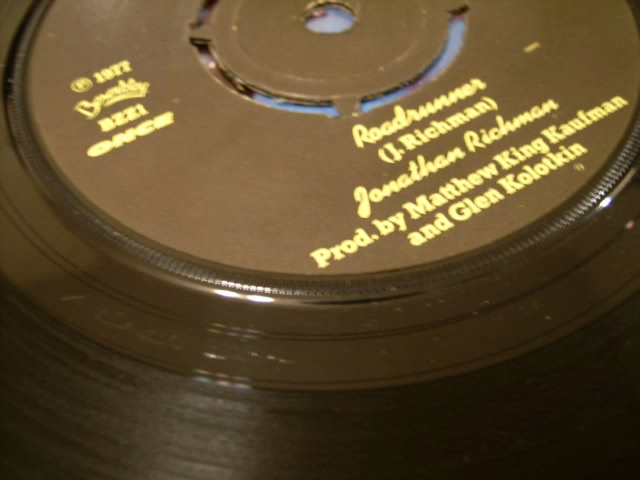 ℗ 1977
Beserkley
BZZ1
ONCE
Roadrunner
(J. Richman)
Jonathan Richman
Prod. by Matthew King Kaufman
and Glen Kolotkin